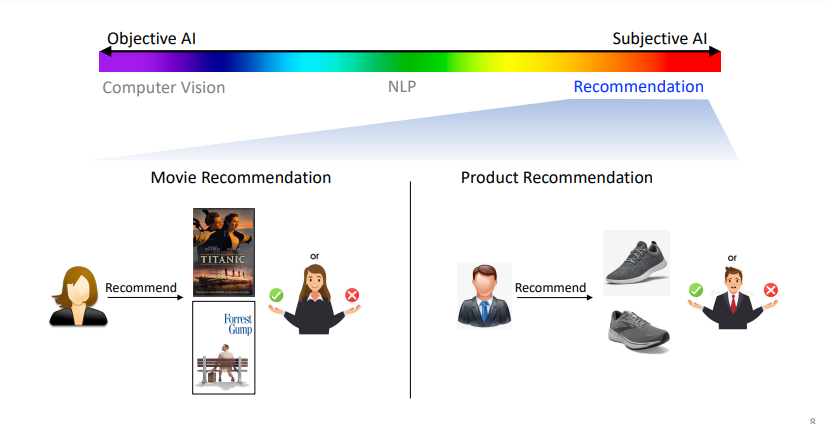 Objective AI
Subjective AI
Computer Vision
NLP
Recommendation
Movie Recommendation
Product Recommendation
TITANIC
or
Recommend
Forrest
Gump
or
Recommend
8